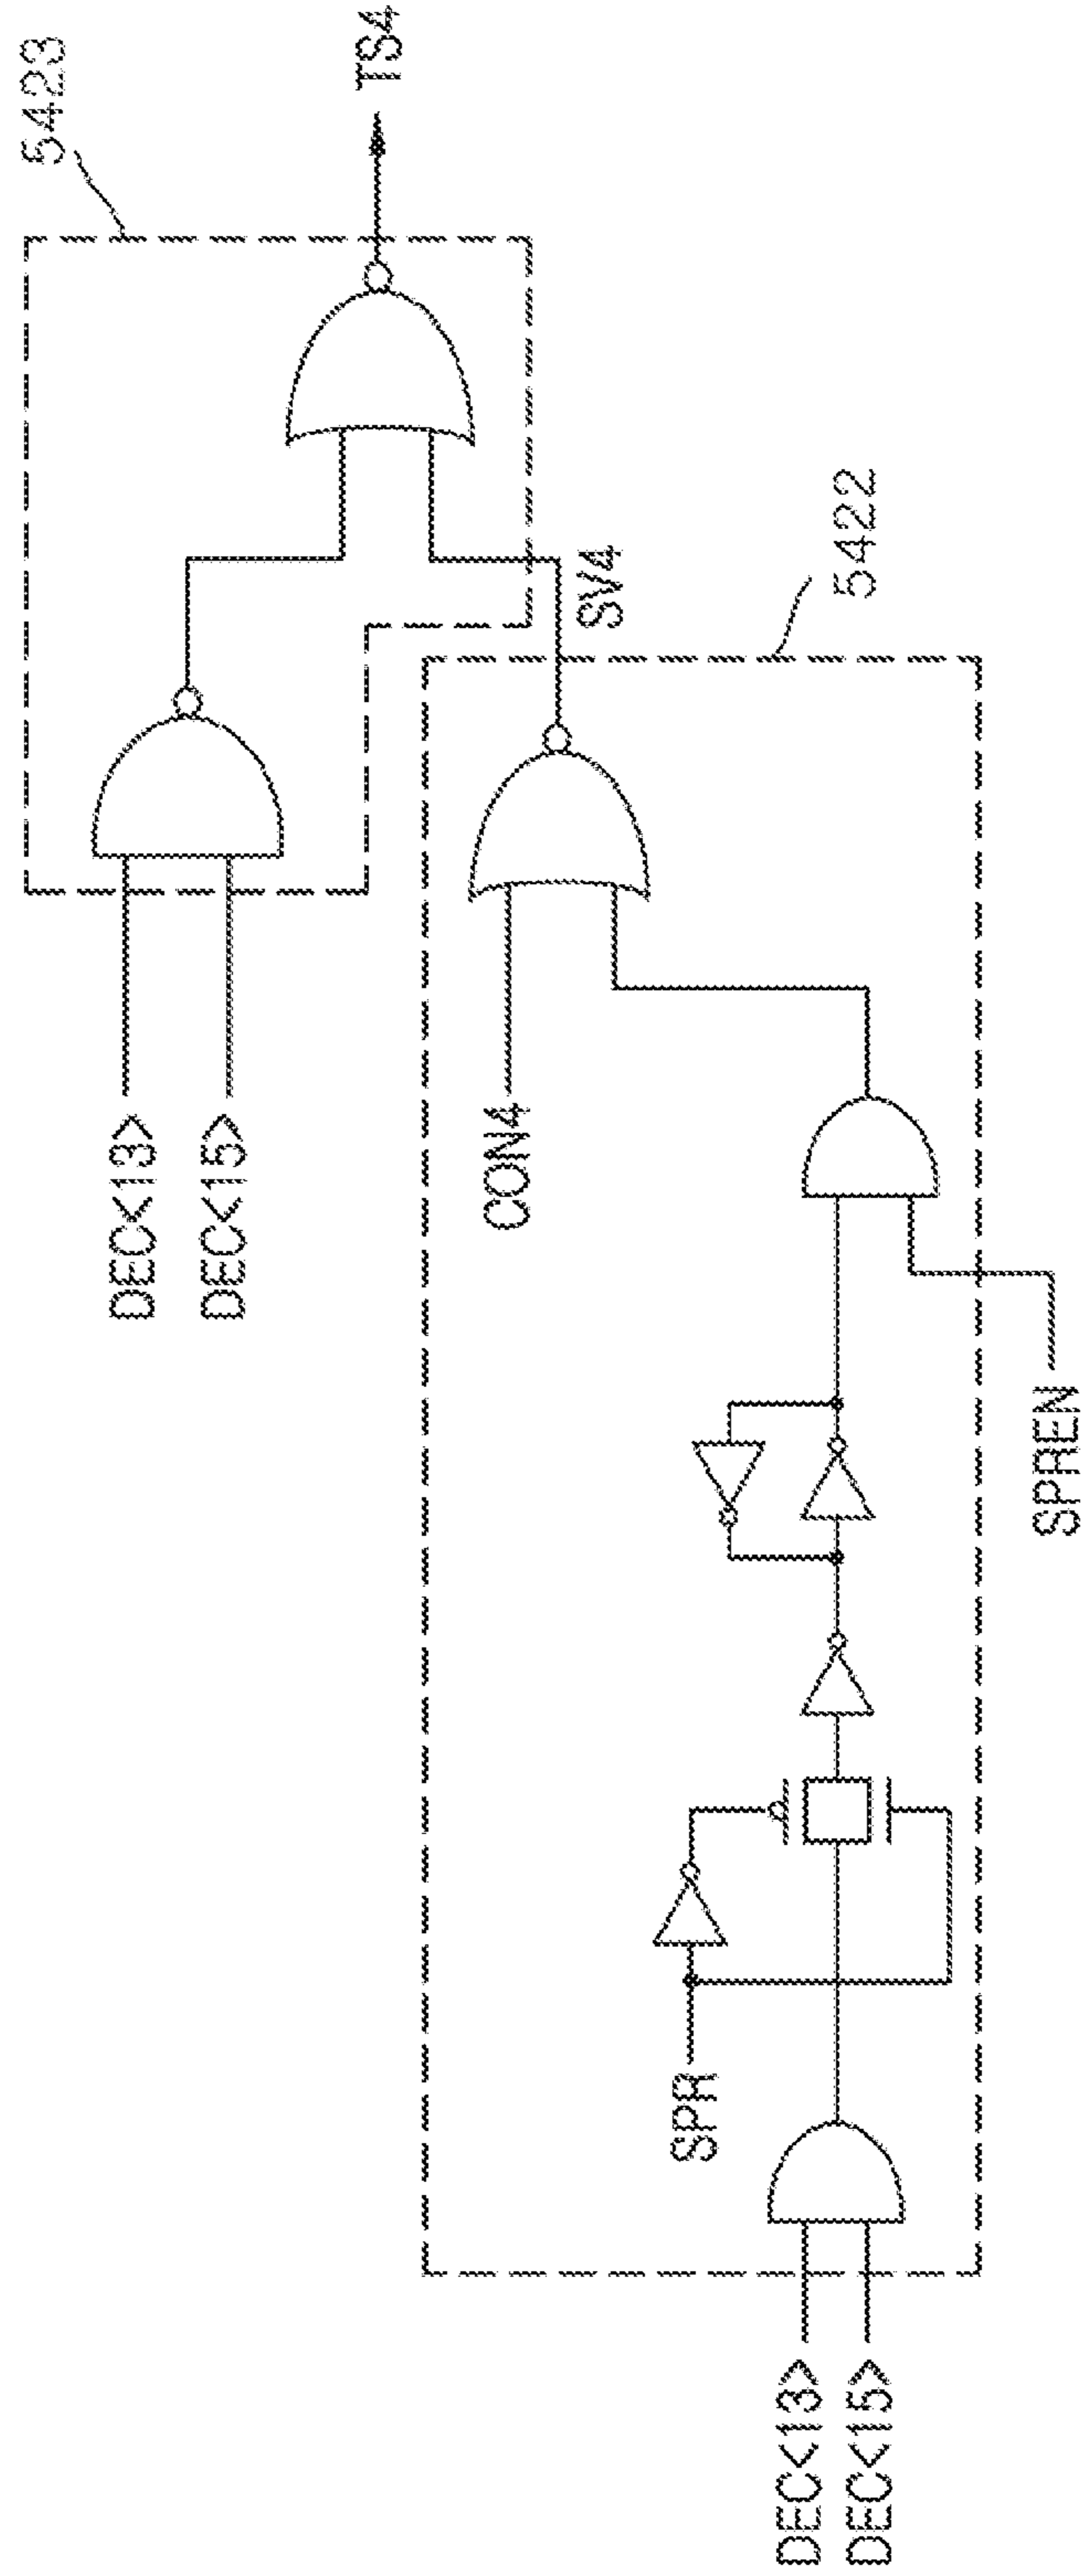 5423
DEC<13>
DEC<15>
TS4
SV4
5422
CON4
SPR
DEC<13>
DEC<15>
SPREN